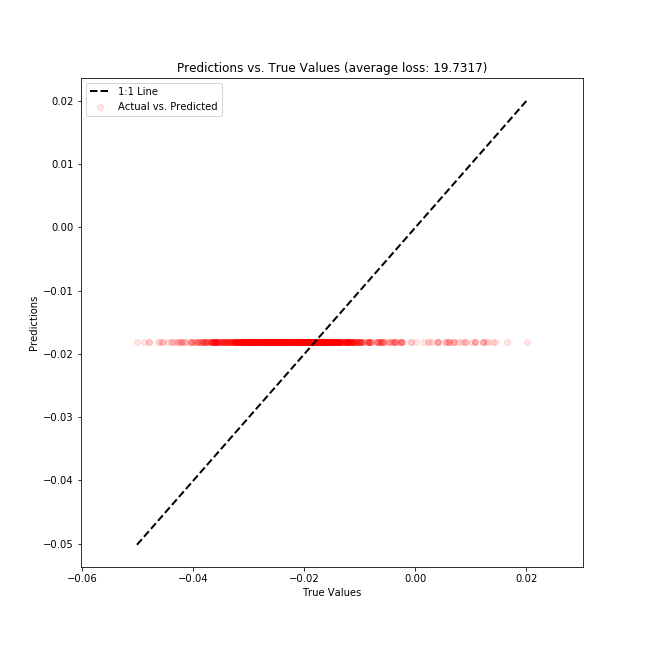 Predictions vs. True Values (average loss: 19.7317)
1:1 Line
Actual vs. Predicted
0.02
0.01
0.00
−0.01
−0.02
−0.03
−0.04
−0.05
Predictions
−0.06
−0.04
−0.02
0.00
0.02
True Values